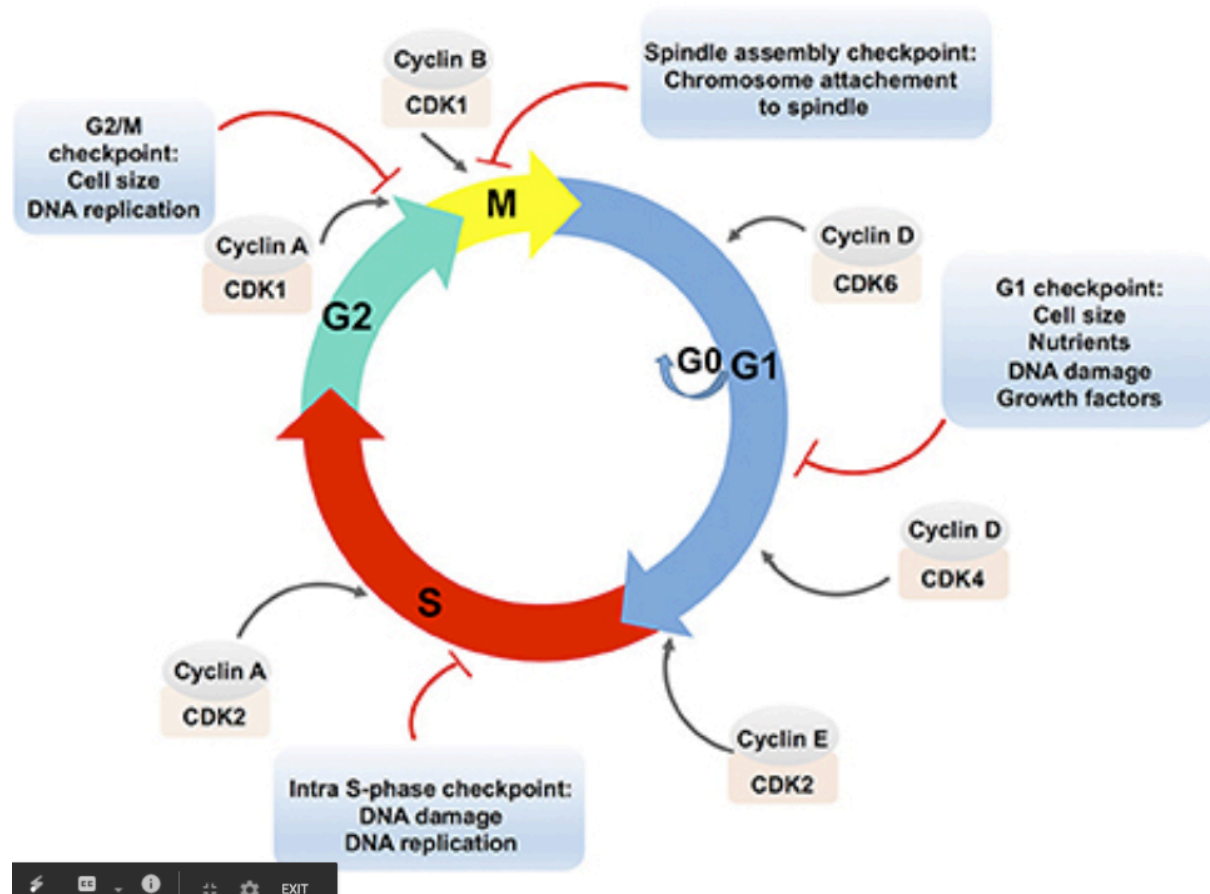 Cyclin B
CDK1
Spindle assembly checkpoint:
Chromosome attachement
to spindle
G2/M
checkpoint:
Cell size
DNA replication
Cyclin A
CDK1
M
Cyclin D
CDK6
G1 checkpoint:
Cell size
Nutrients
DNA damage
Growth factors
G2
G0
G1
Cyclin D
CDK4
S
Cyclin A
CDK2
Cyclin E
CDK2
Intra S-phase checkpoint:
DNA damage
DNA replication
CC
EXIT